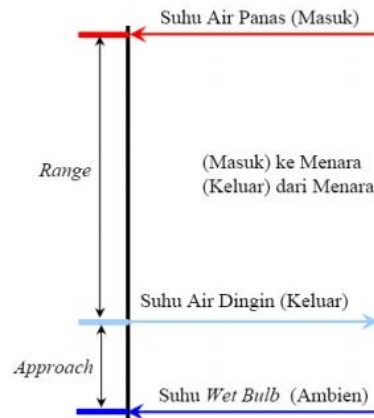 Suhu Air Panas (Masuk)
Range
(Masuk) ke Menara
(Keluar) dari Menara
Suhu Air Dingin (Keluar)
Approach
Suhu Wet Bulb (Ambien)